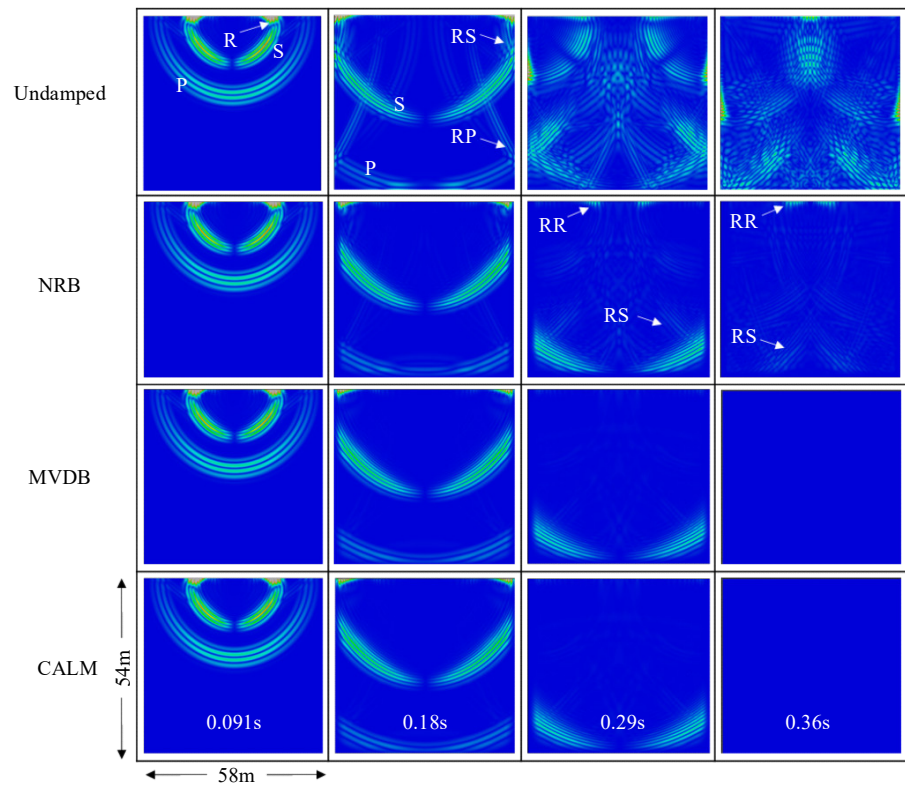 Undamped
R
S
P
RS
S
RP
P
NRB
RR
RS
RR
RS
MVDB
CALM
54m
0.091s
0.18s
0.29s
0.36s
58m